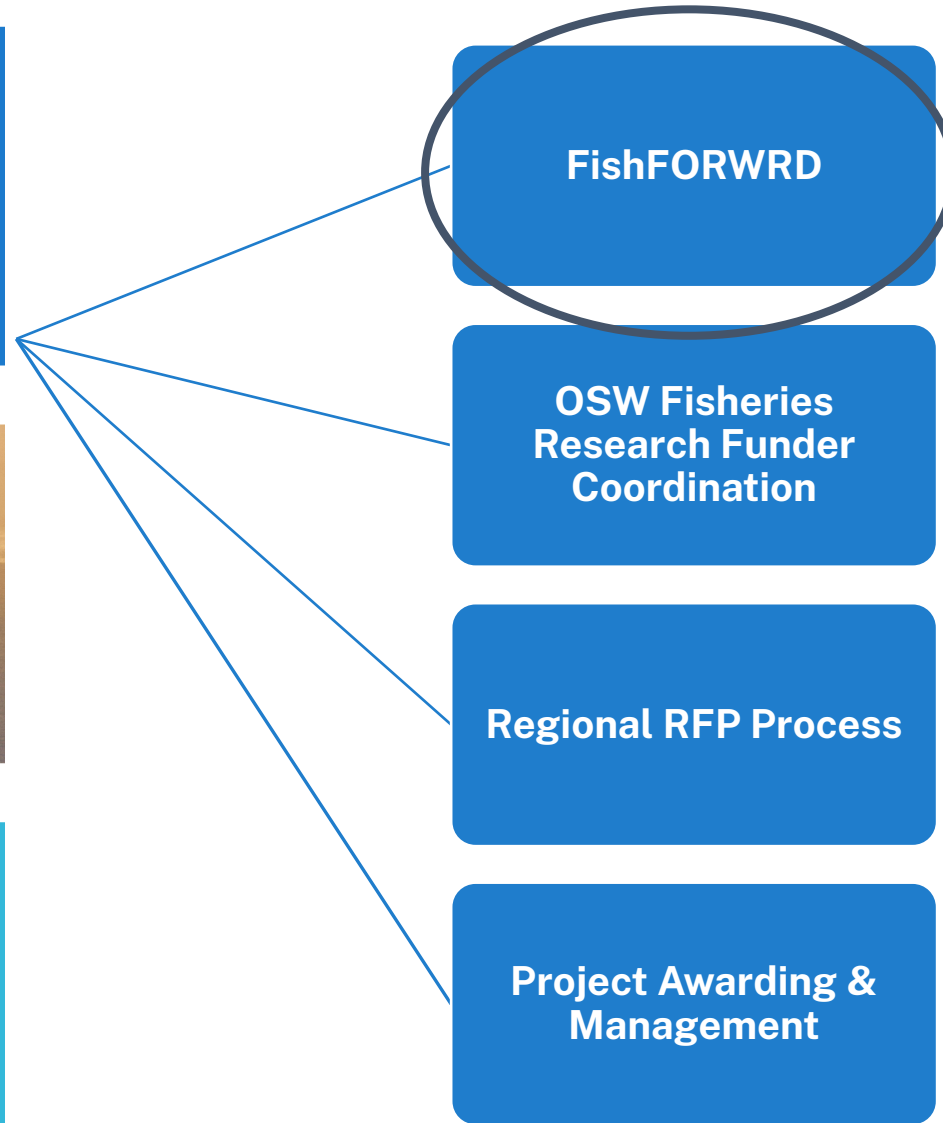 FishFORWRD
OSW Fisheries
Research Funder
Coordination
Regional RFP Process
Project Awarding &
Management